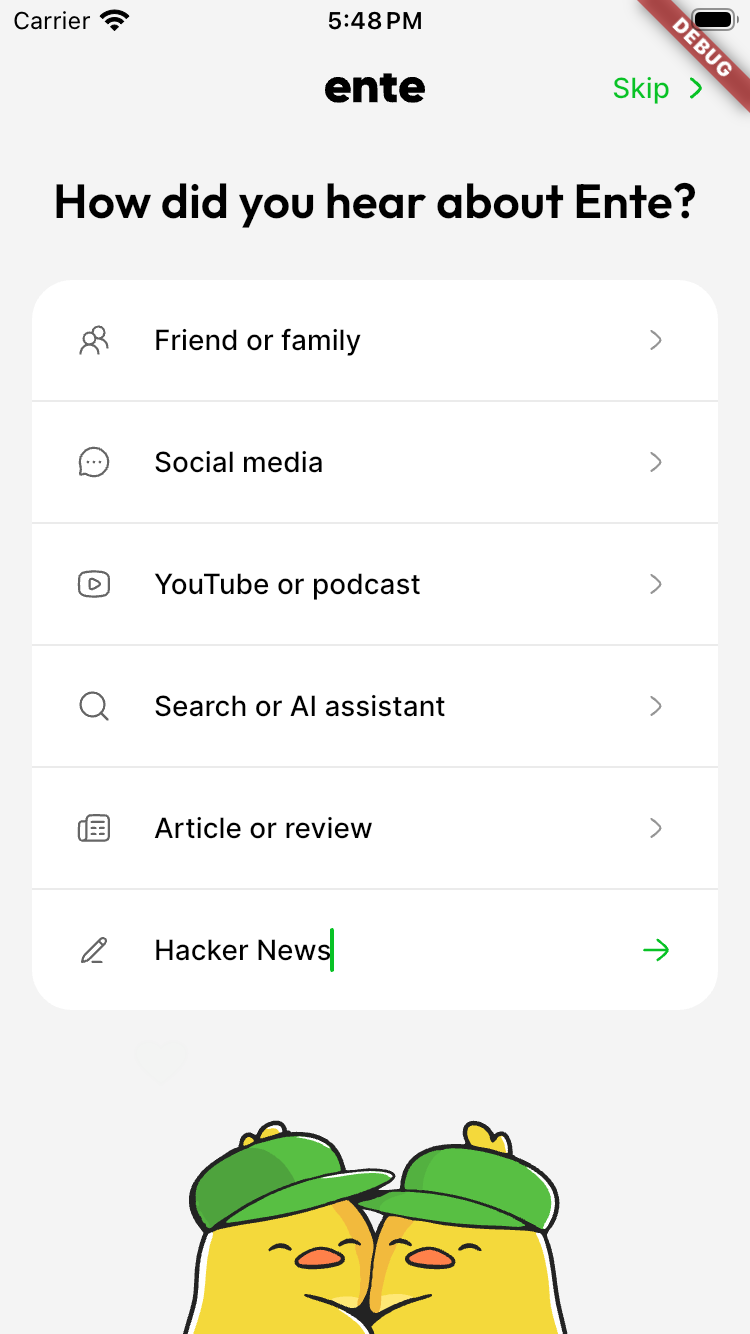 Carrier 5:48 PM
DEBUG
ente
Skip
How did you hear about Ente?
Friend or family
Social media
YouTube or podcast
Search or AI assistant
Article or review
Hacker News